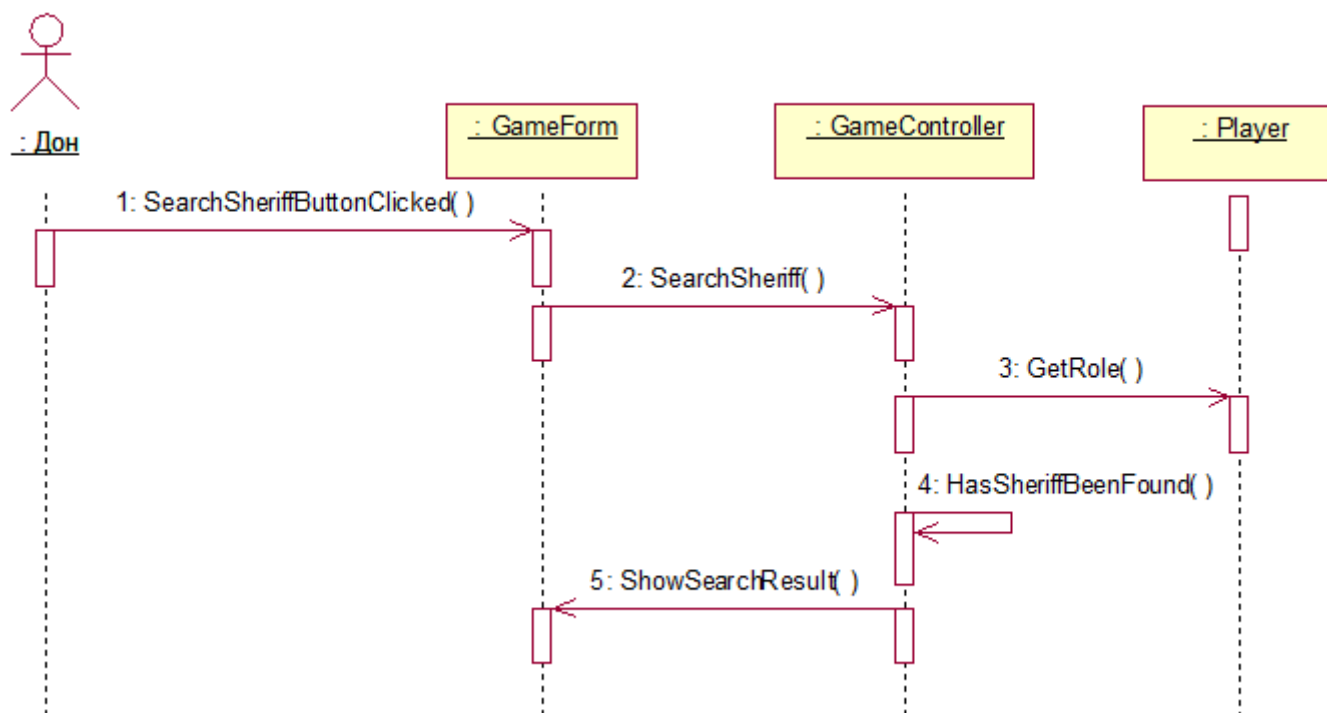 : Дон
: GameForm
: GameController
: Player
1: SearchSheriffButtonClicked( )
2: SearchSheriff( )
3: GetRole( )
4: HasSheriffBeenFound( )
5: ShowSearchResult( )